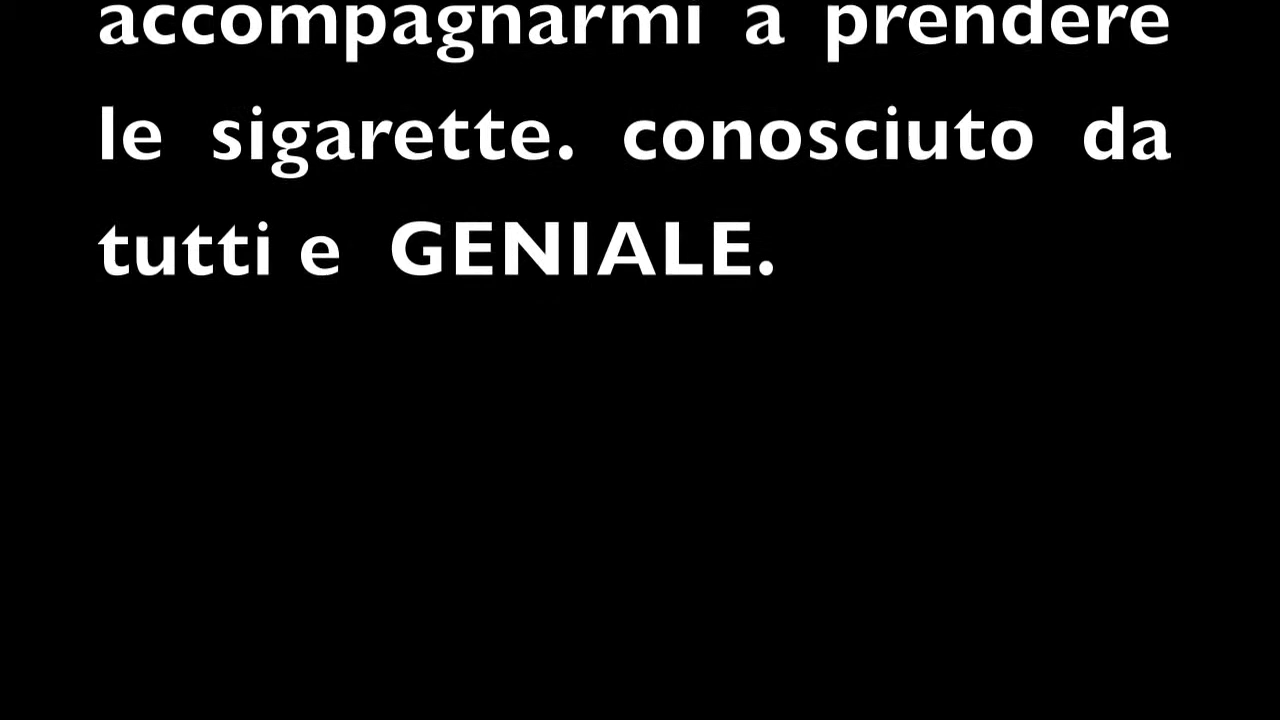 accompagnarmi a prendere
le sigarette. conosciuto da
tutti e GENIALE.